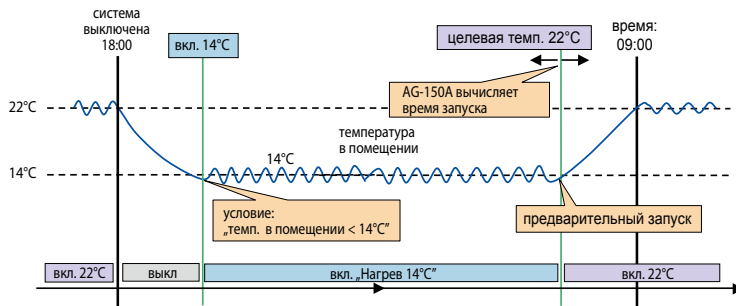 система
выключена
18:00
вкл. 14°C
целевая темп. 22°C
время:
09:00
AG-150A вычисляет
время запуска
22°C
температура
в помещении
14°C
14°C
условие:
„темп. в помещении < 14°C”
предварительный запуск
вкл. 22°C
выкл
вкл. „Нагрев 14°C”
вкл. 22°C